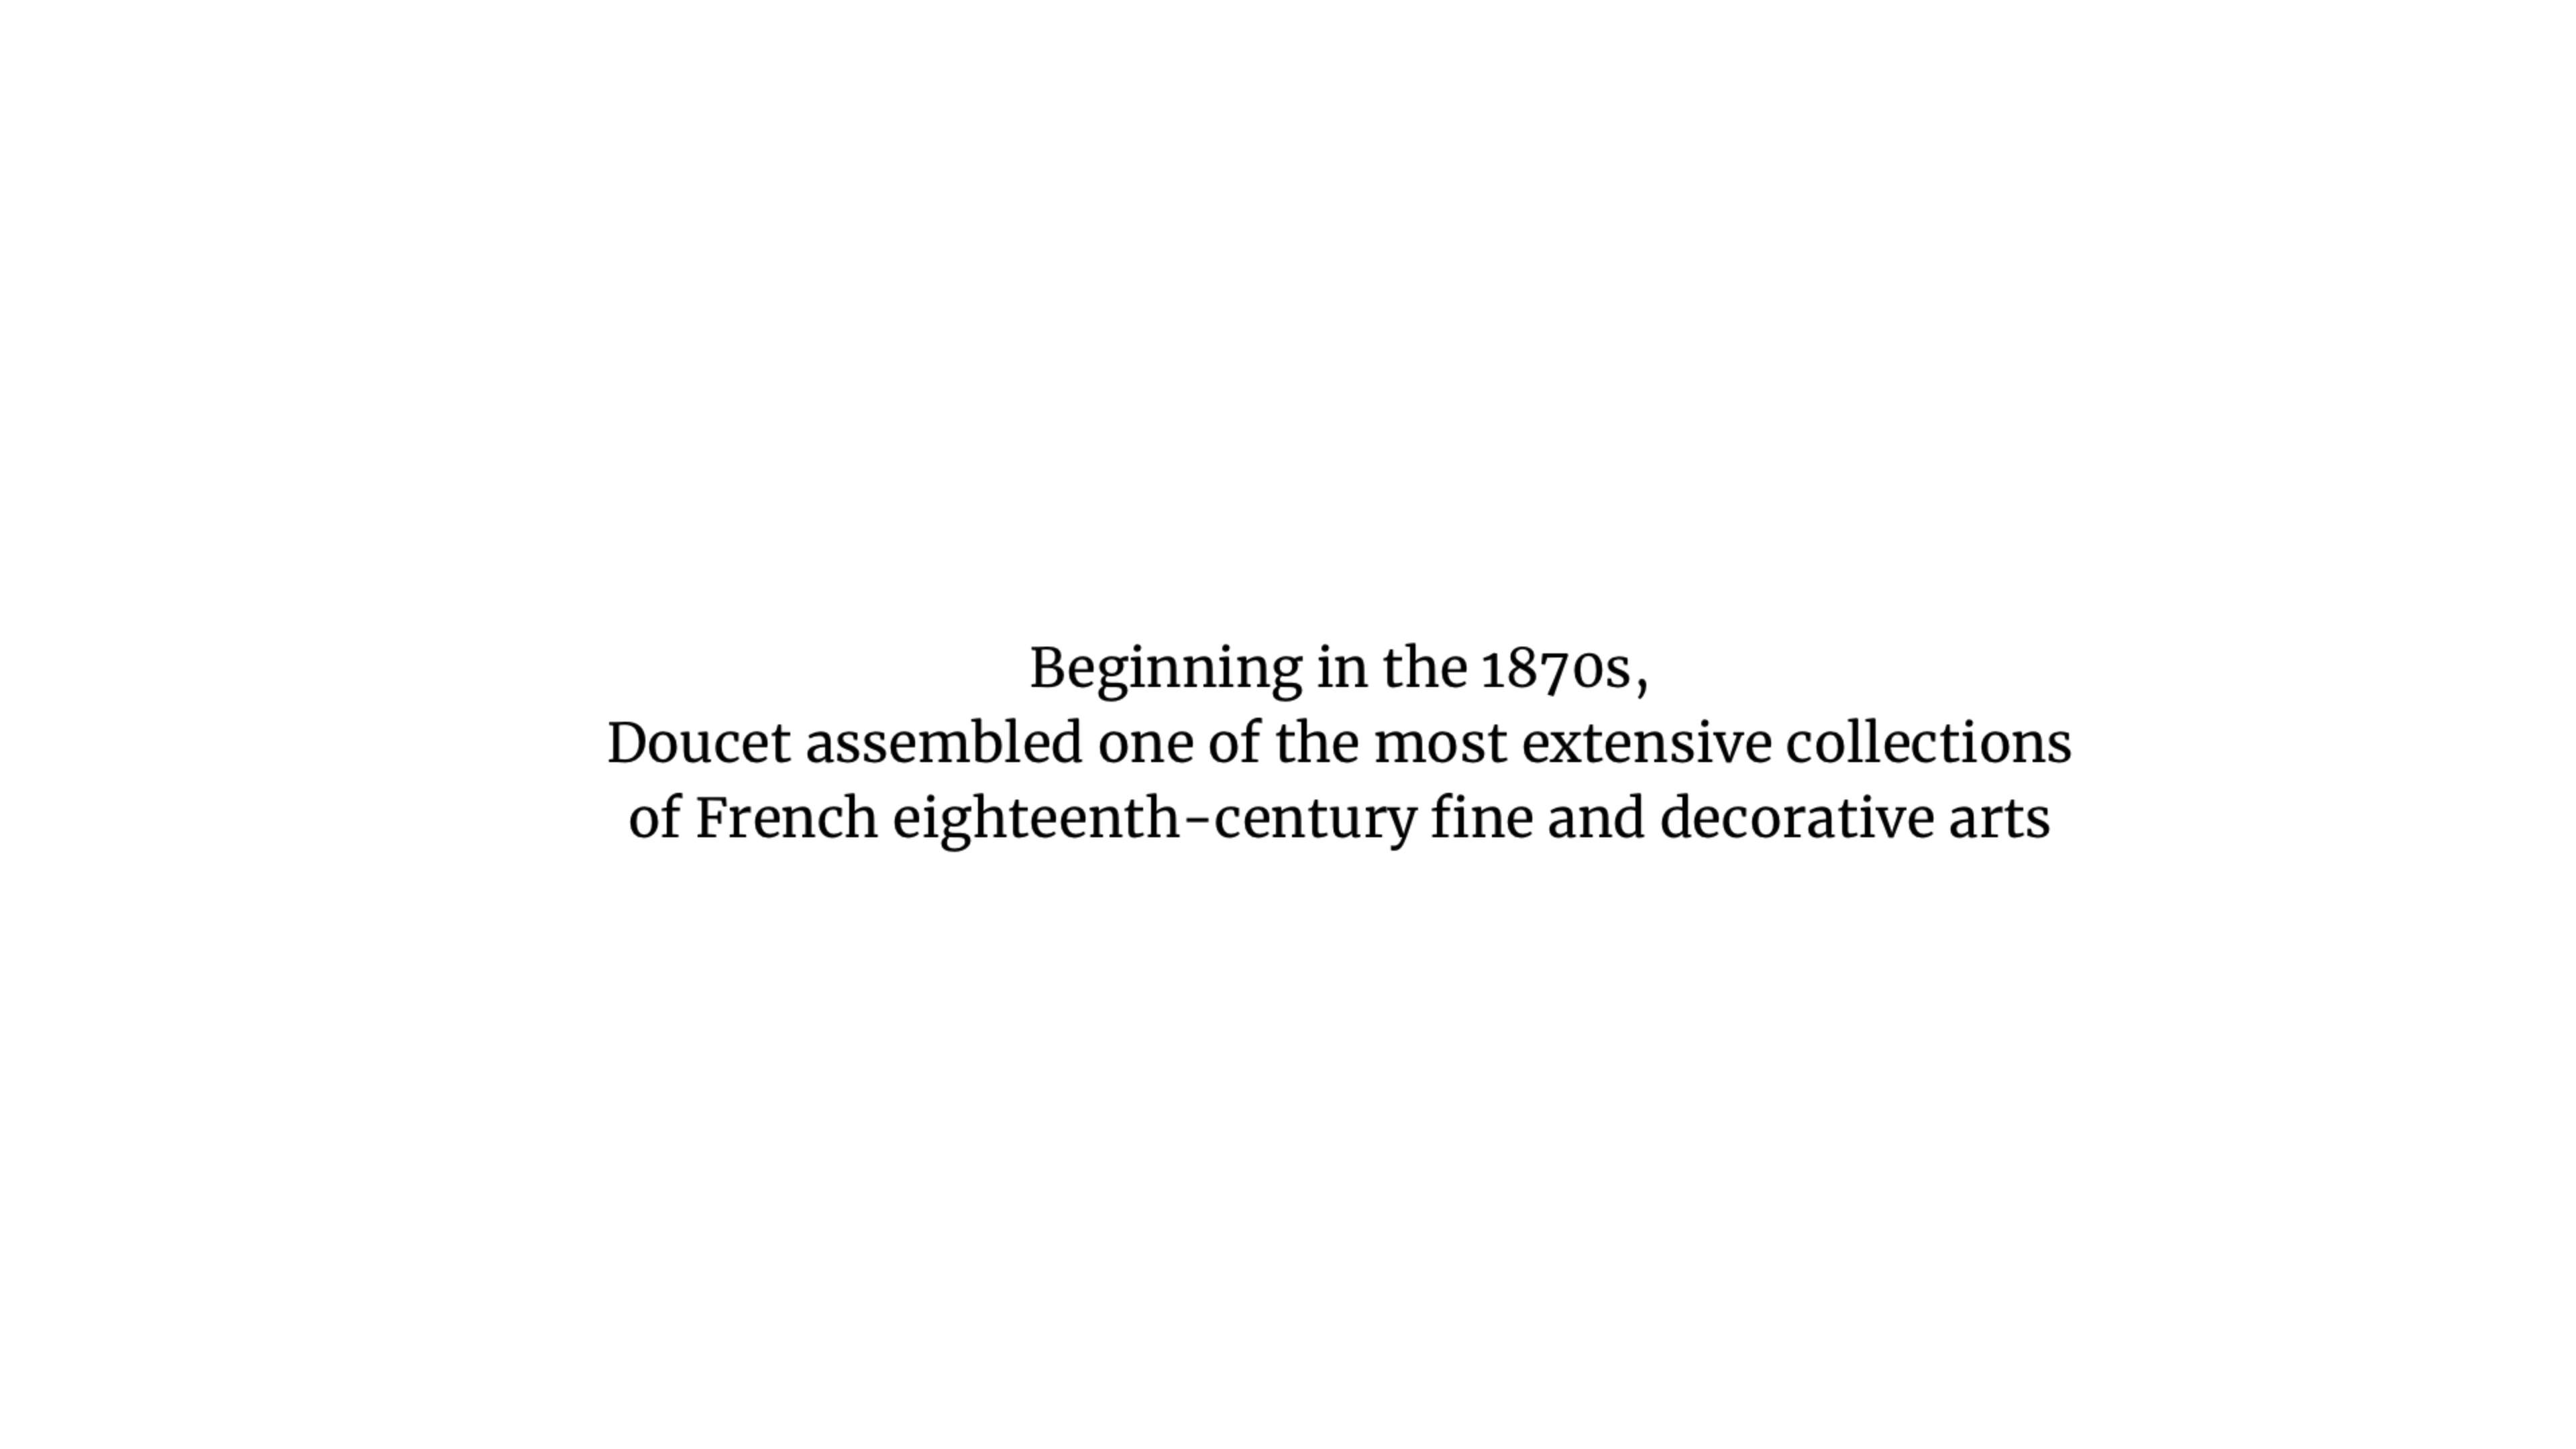 Beginning in the 1870s,
Doucet assembled one of the most extensive collections
of French eighteenth-century fine and decorative arts